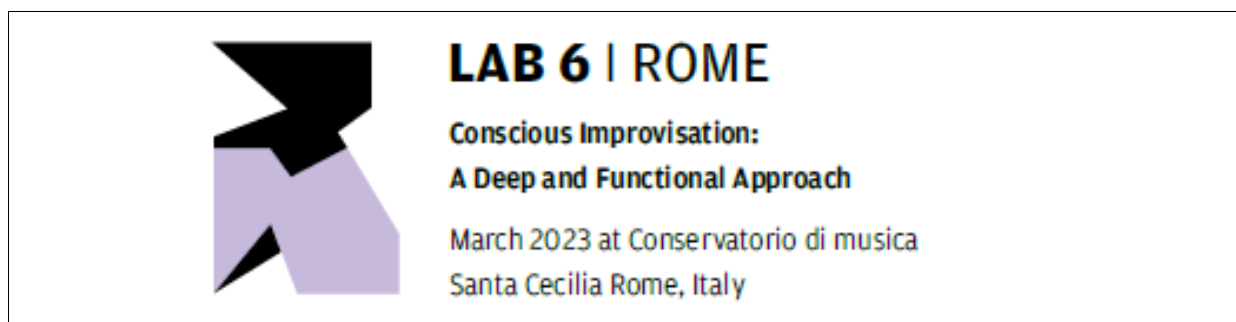 LAB 6 | ROME
Conscious Improvisation:
A Deep and Functional Approach
March 2023 at Conservatorio di musica
Santa Cecilia Rome, Italy